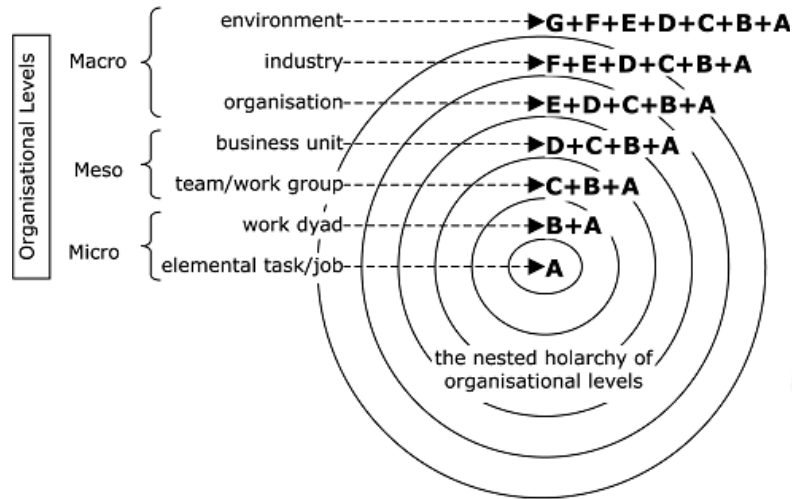 Organisational Levels
Macro
Meso
Micro
environment
industry
organisation
business unit
team/work group
work dyad
elemental task/job
G+F+E+D+C+B+A
F+E+D+C+B+A
E+D+C+B+A
D+C+B+A
C+B+A
B+A
A
the nested holarchy of
organisational levels